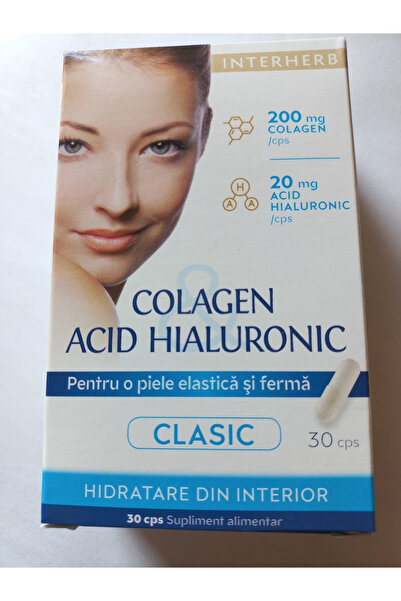 INTERHERB
200 mg
COLAGEN
/cps
20 mg
ACID
HIALURONIC
/cps
H
A A
&
COLAGEN
ACID HIALURONIC
Pentru o piele elastică și fermă
CLASIC
30 cps
HIDRATARE DIN INTERIOR
30 cps Supliment alimentar